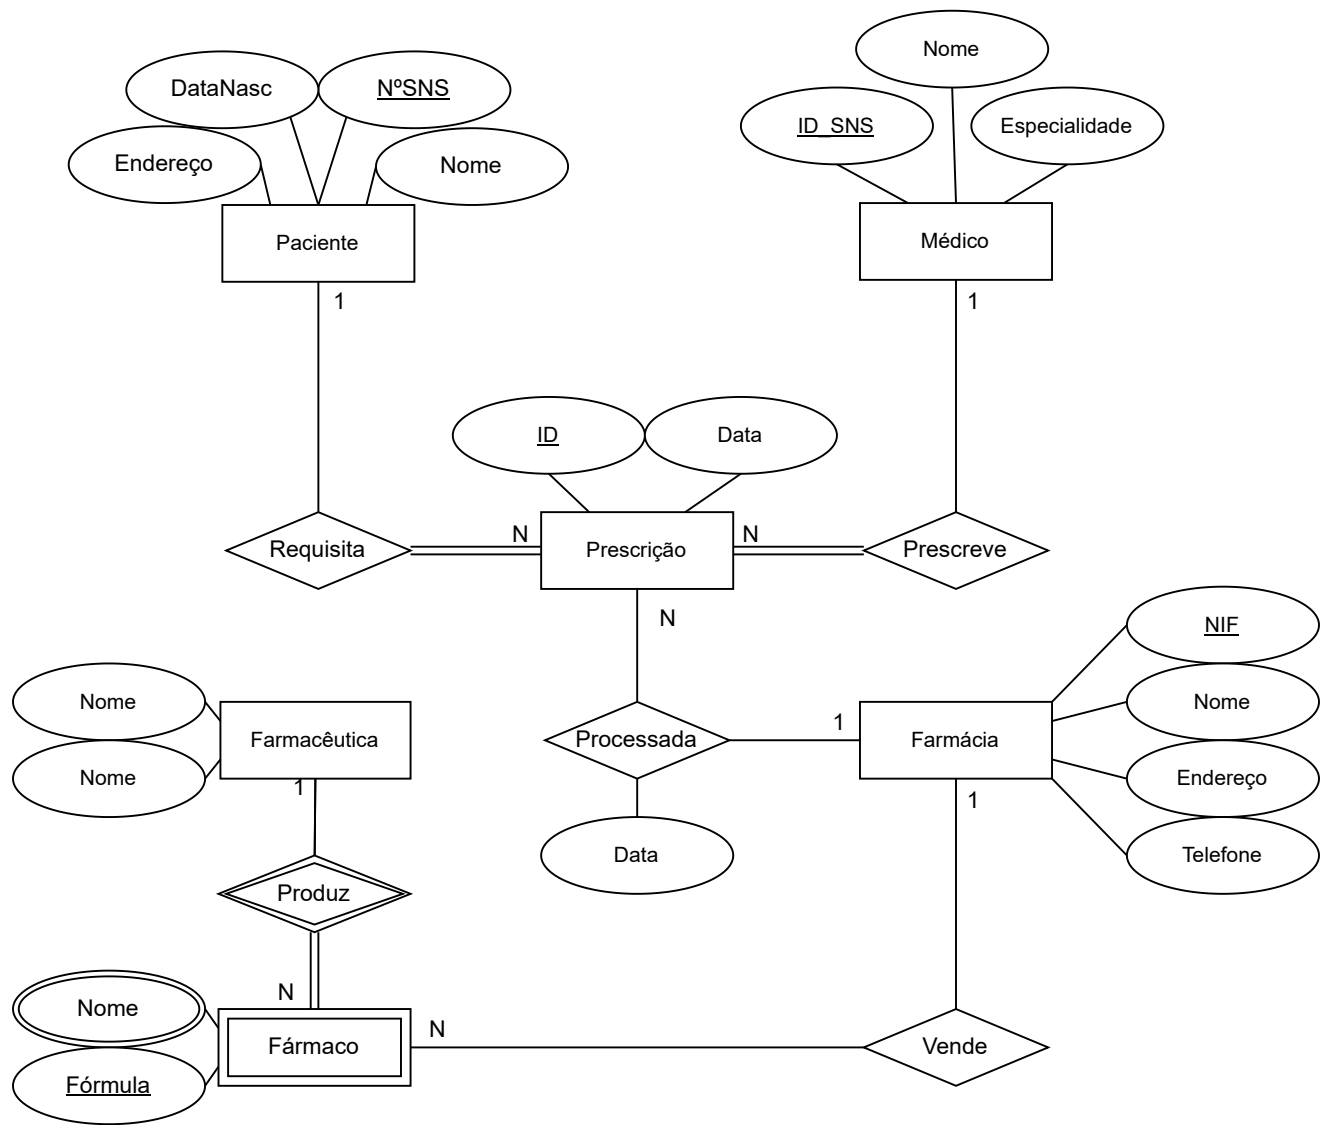 Nome
DataNasc
NºSNS
ID_SNS
Especialidade
Endereço
Nome
Paciente
Médico
1
1
ID
Data
Requisita
N
Prescrição
N
Prescreve
N
NIF
Nome
Nome
Farmacêutica
Processada
1
Farmácia
Nome
1
1
Endereço
Data
Telefone
Produz
N
Nome
N
Fármaco
Vende
Fórmula